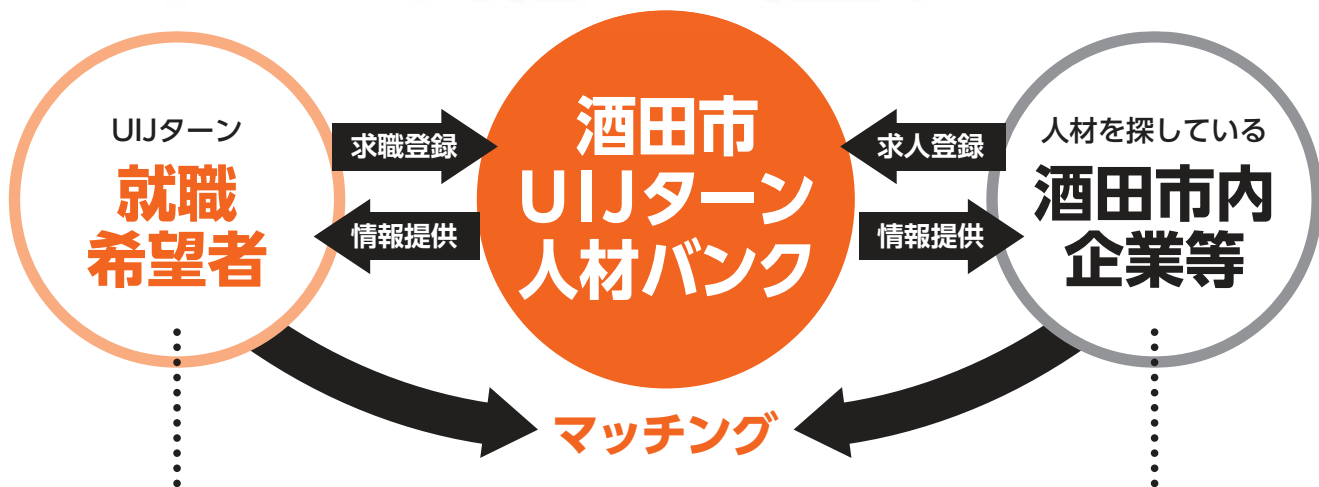 UIJターン
就職
希望者
求職登録
情報提供
酒田市
UIJターン
人材バンク
求人登録
情報提供
人材を探している
酒田市内
企業等
マッチング